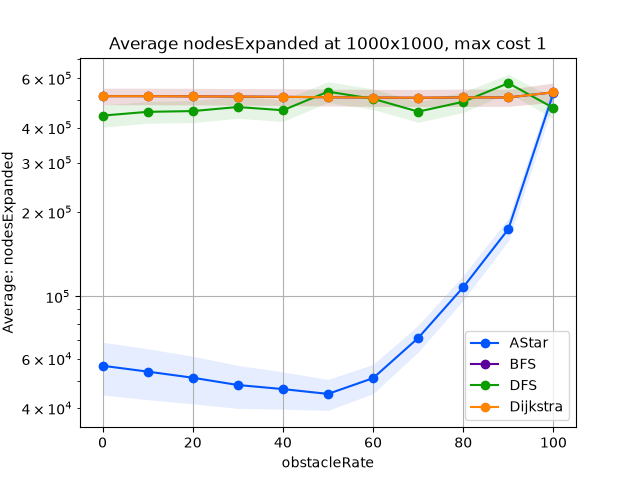 Average nodesExpanded at 1000x1000, max cost 1
Average: nodesExpanded
6 × 10⁵
4 × 10⁵
3 × 10⁵
2 × 10⁵
10⁵
6 × 10⁴
4 × 10⁴
AStar
BFS
DFS
Dijkstra
0 20 40 60 80 100
obstacleRate